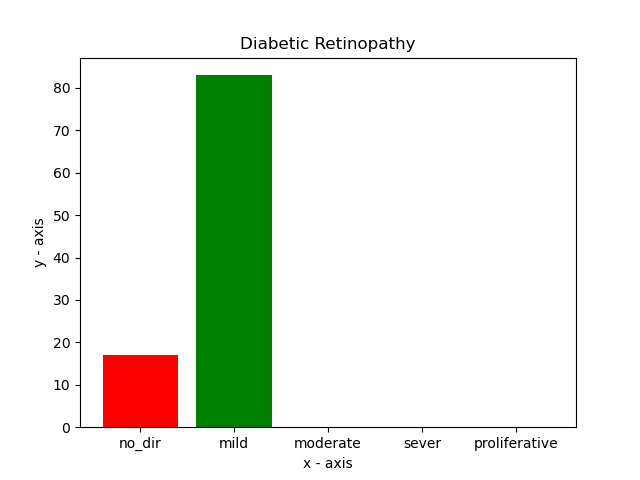 Diabetic Retinopathy
y - axis
80
70
60
50
40
30
20
10
0
no_dir mild moderate sever proliferative
x - axis